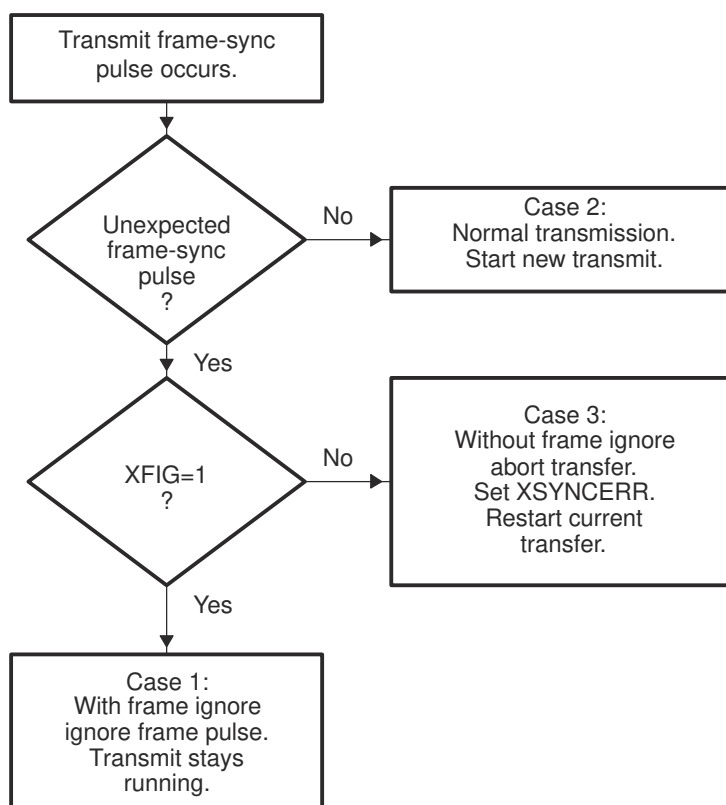 Transmit frame-sync
pulse occurs.
Unexpected
frame-sync
pulse
?
No
Case 2:
Normal transmission.
Start new transmit.
Yes
XFIG=1
?
No
Case 3:
Without frame ignore
abort transfer.
Set XSYNCERR.
Restart current
transfer.
Yes
Case 1:
With frame ignore
ignore frame pulse.
Transmit stays
running.